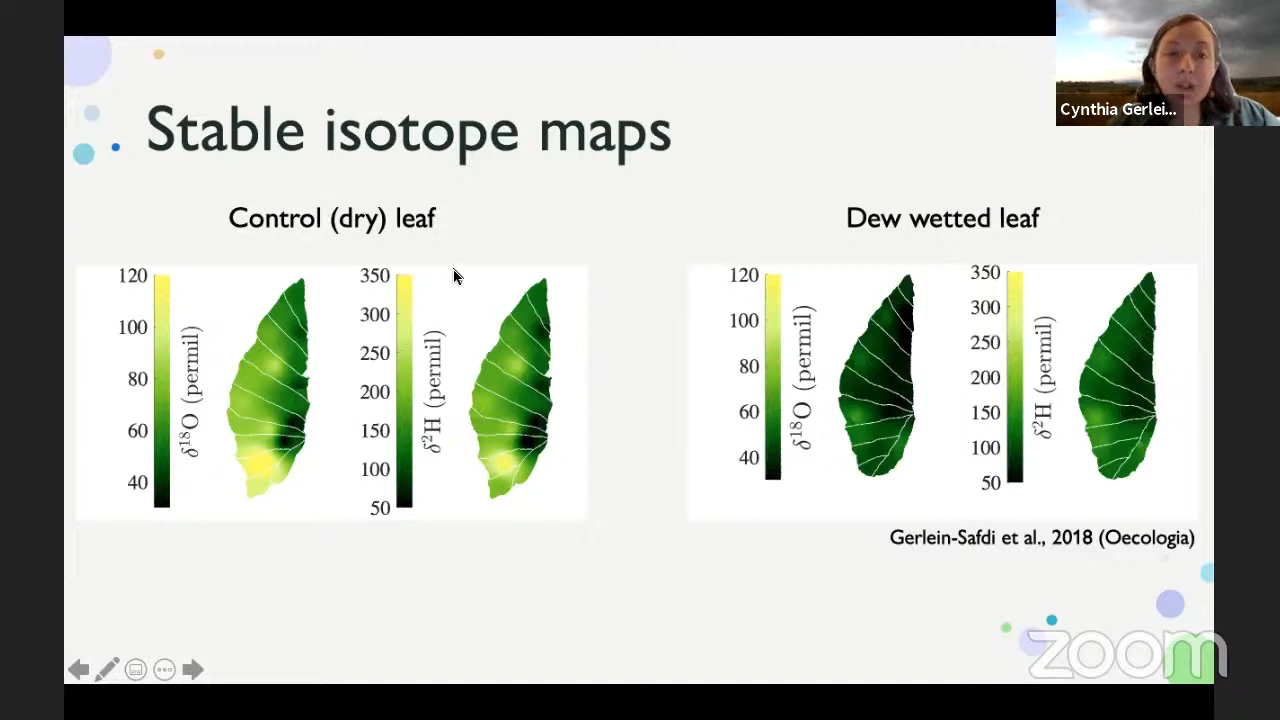 Cynthia Gerlei...
Stable isotope maps
Control (dry) leaf
Dew wetted leaf
120
100
80
60
40
δ¹⁸O (permil)
350
300
250
200
150
100
50
δ²H (permil)
120
100
80
60
40
δ¹⁸O (permil)
350
300
250
200
150
100
50
δ²H (permil)
Gerlein-Safdi et al., 2018 (Oecologia)
zoom